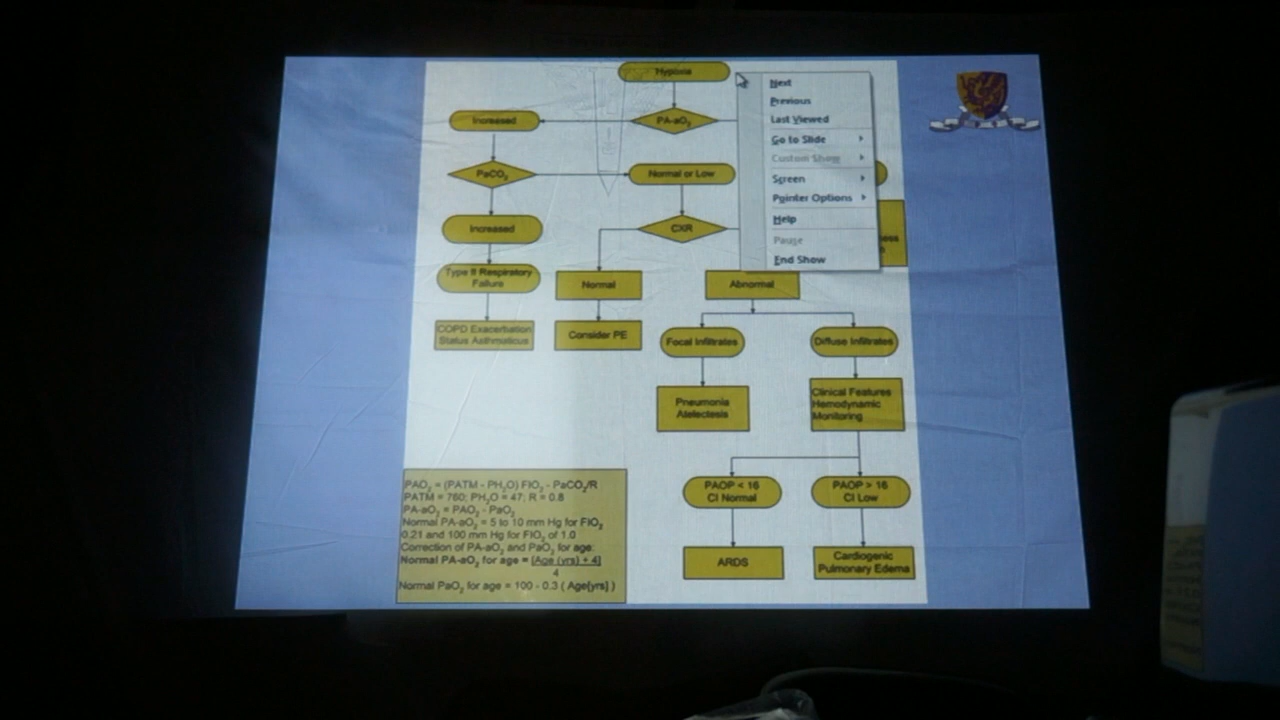 Hypoxia
Increased
PA-aO2
PaCO2
Normal or Low
Increased
CXR
Type II Respiratory
Failure
Normal
Abnormal
COPD Exacerbation
Status Asthmaticus
Consider PE
Focal Infiltrates
Diffuse Infiltrates
Pneumonia
Atelectasis
Clinical Features
Hemodynamic
Monitoring
PAOP < 16
CI Normal
PAOP > 16
CI Low
ARDS
Cardiogenic
Pulmonary Edema
Next
Previous
Last Viewed
Go to Slide
Custom Show
Screen
Pointer Options
Help
Pause
End Show
PAO2 = (PATM - PH2O) FIO2 - PaCO2/R
PATM = 760; PH2O = 47; R = 0.8
PA-aO2 = PAO2 - PaO2
Normal PA-aO2 = 5 to 10 mm Hg for FIO2
0.21 and 100 mm Hg for FIO2 of 1.0
Correction of PA-aO2 and PaO2 for age:
Normal PA-aO2 for age = [Age (yrs) + 4]
4
Normal PaO2 for age = 100 - 0.3 ( Age[yrs] )